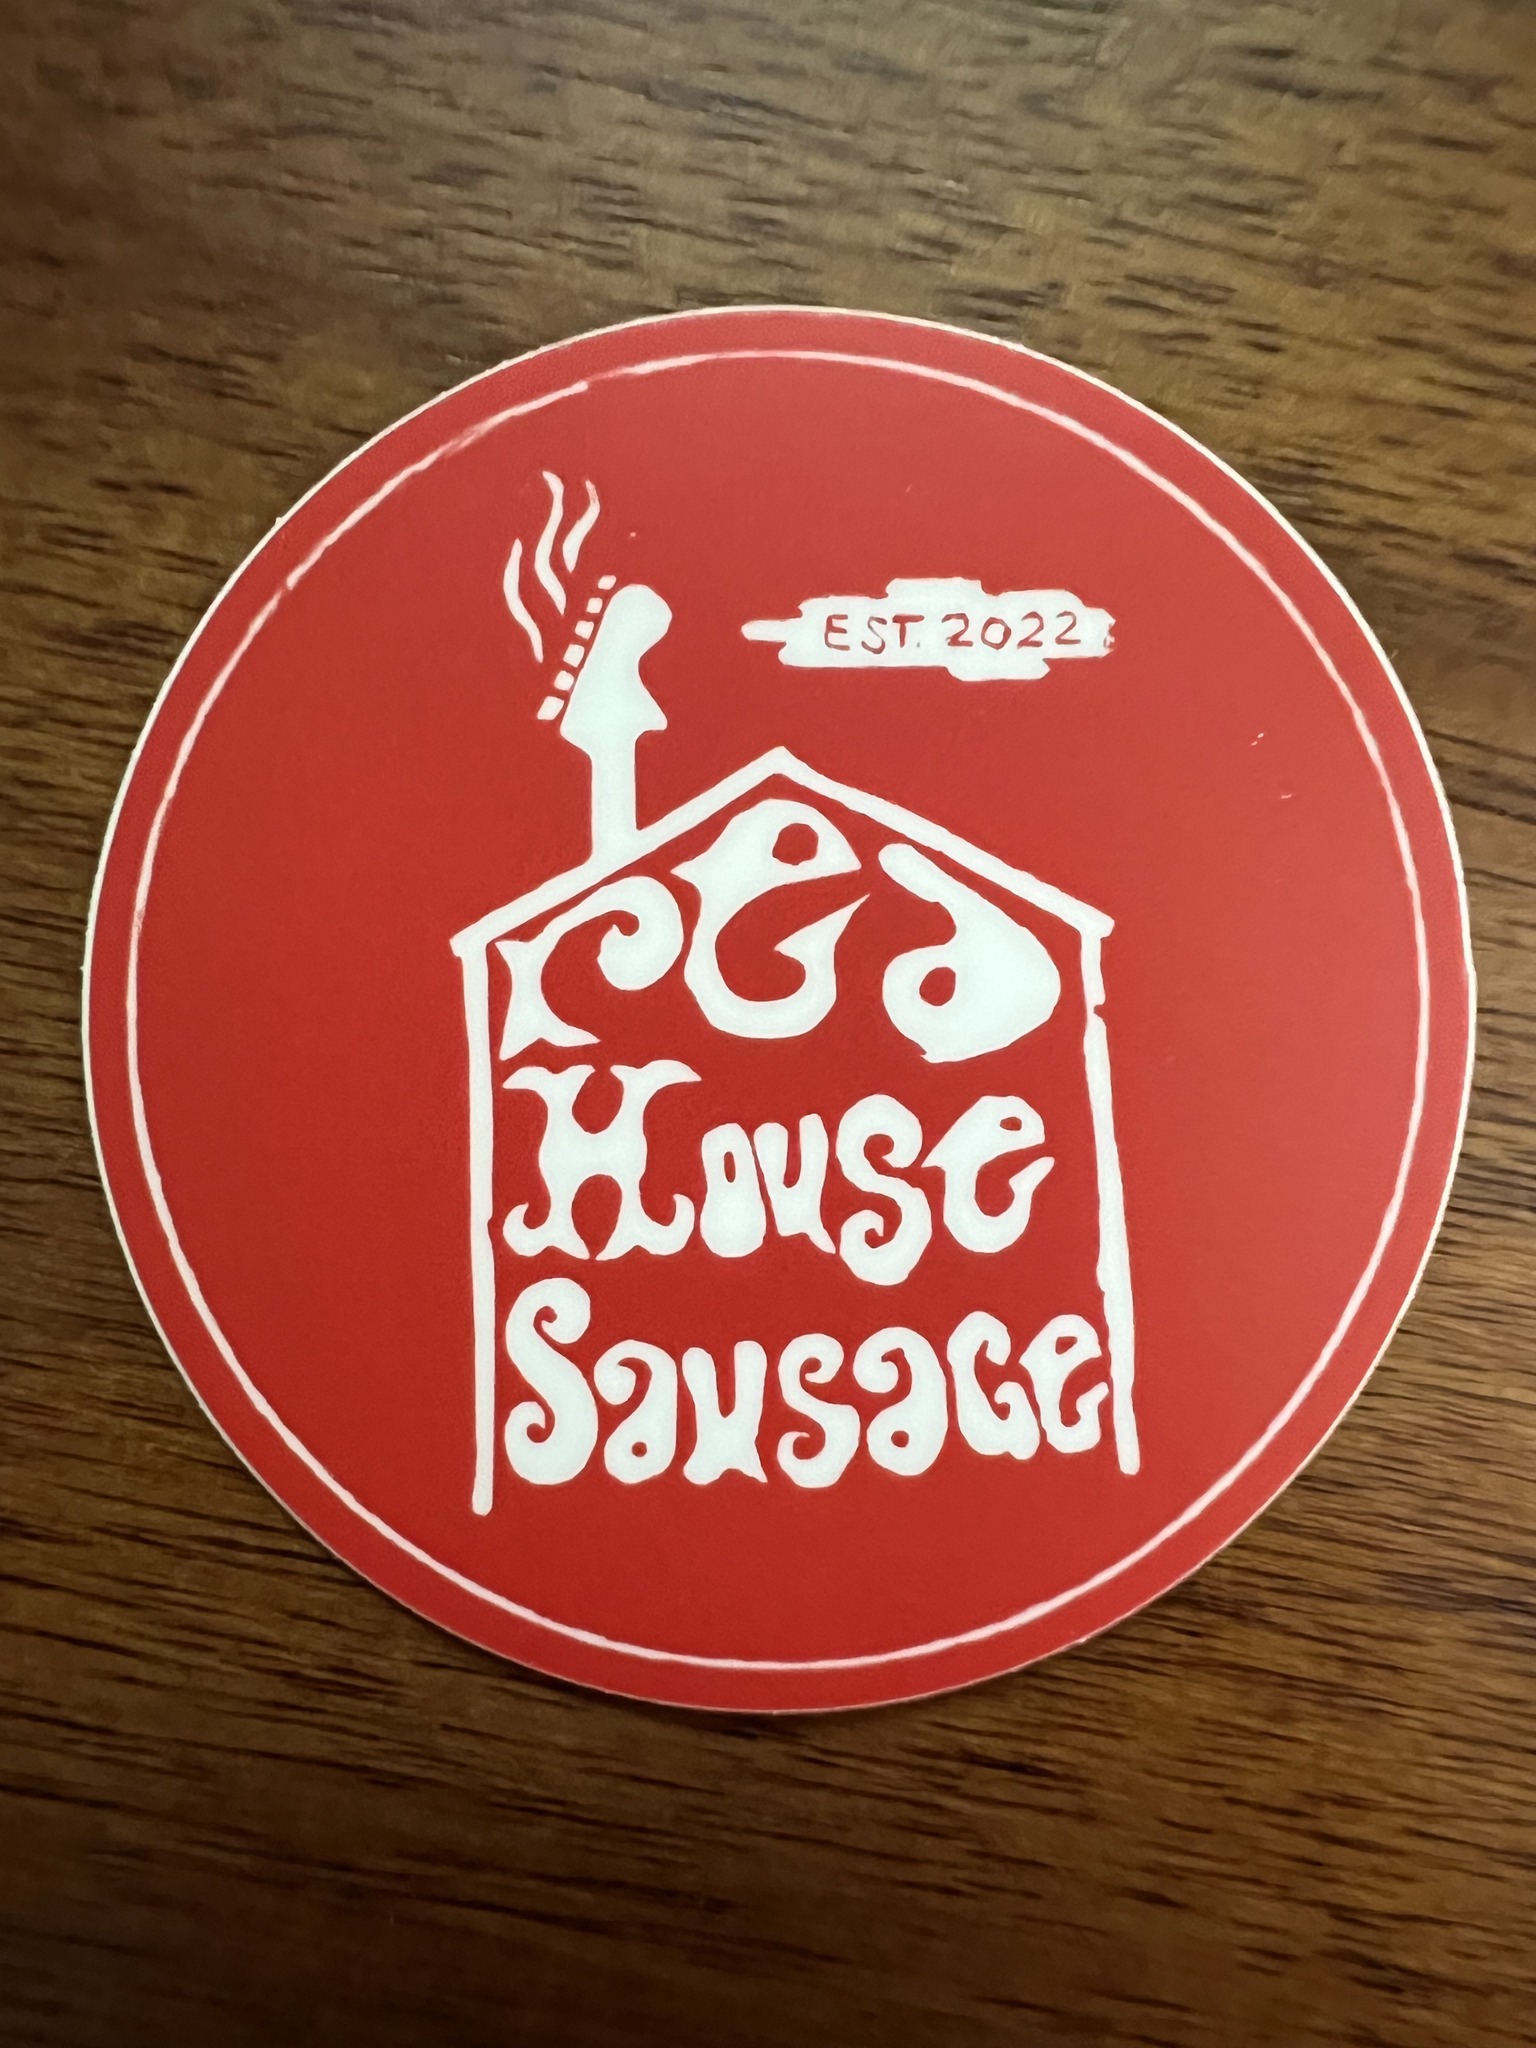 EST. 2022
red
House
Sausage